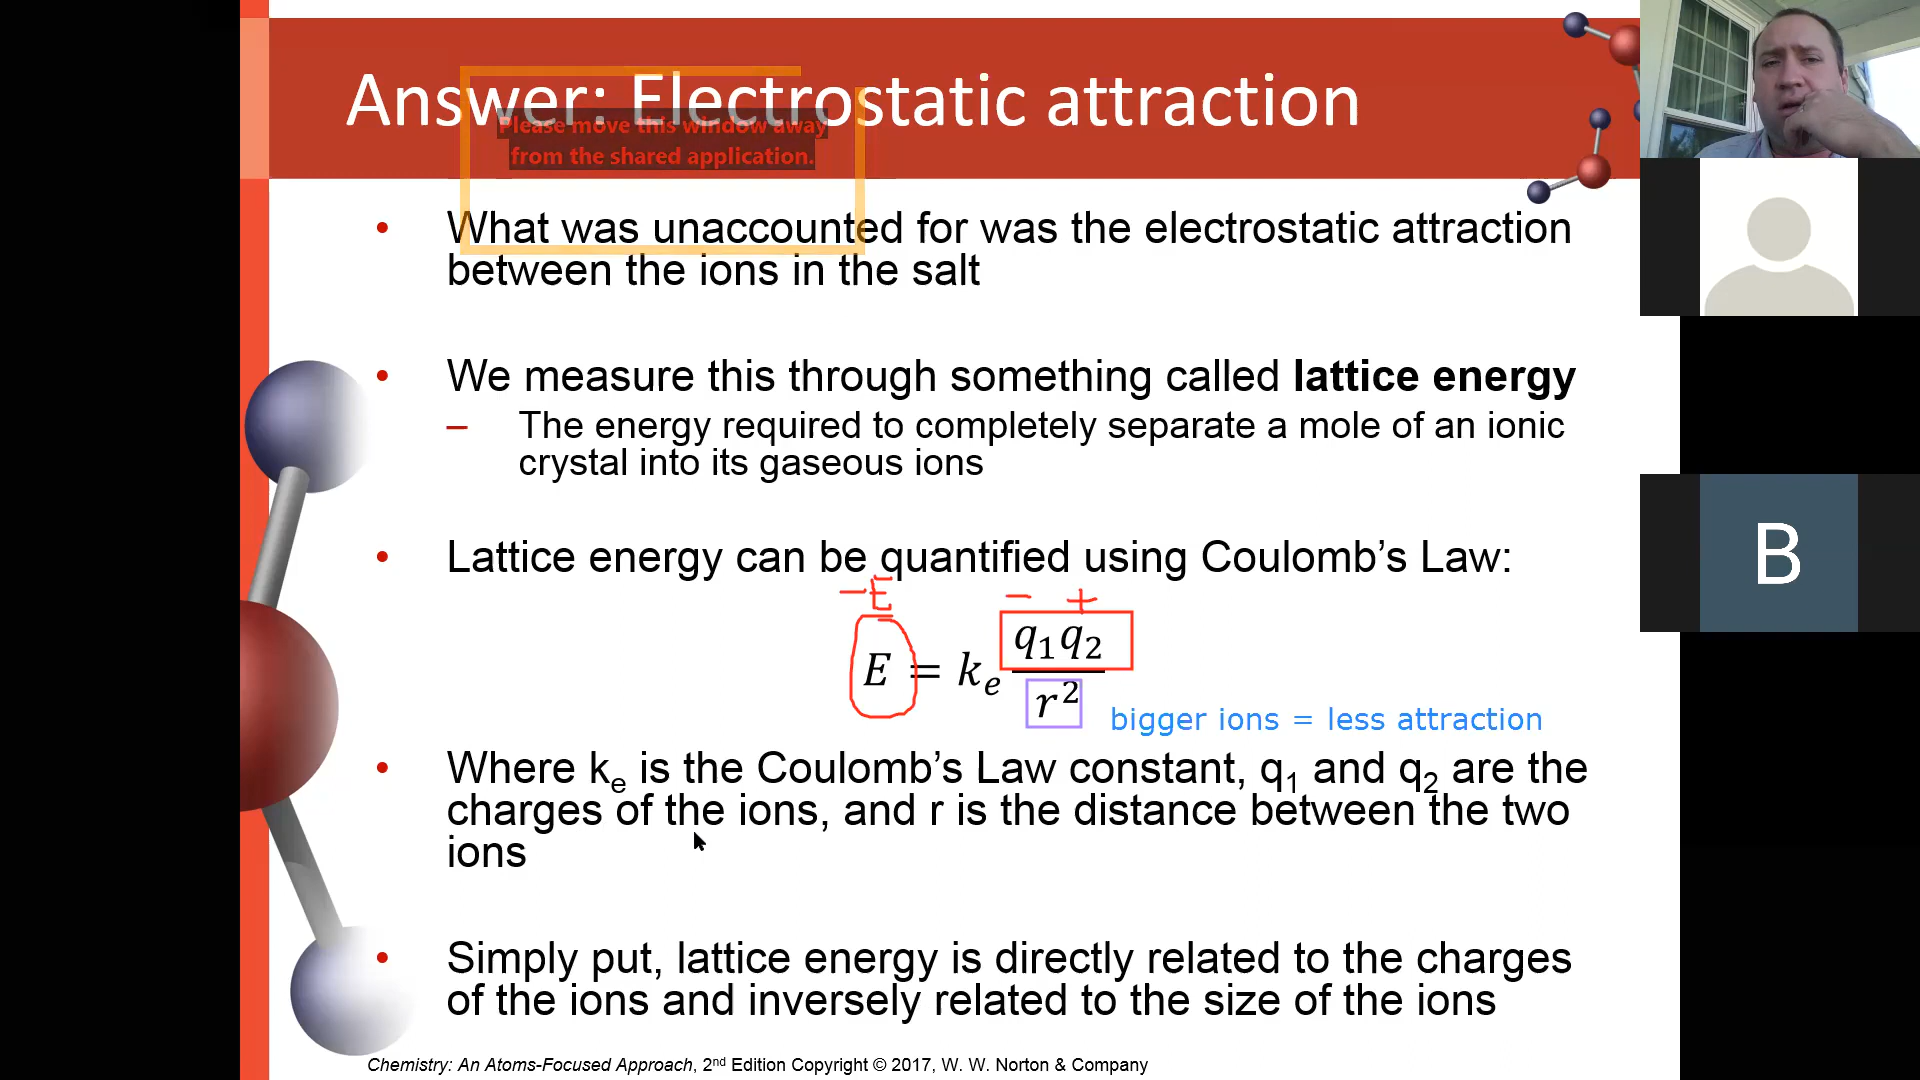 Answer: Electrostatic attraction
Please move this window away
from the shared application.
• What was unaccounted for was the electrostatic attraction
between the ions in the salt
• We measure this through something called lattice energy
– The energy required to completely separate a mole of an ionic
crystal into its gaseous ions
• Lattice energy can be quantified using Coulomb’s Law:
−E − +
E = kₑ q₁q₂ / r²
bigger ions = less attraction
• Where kₑ is the Coulomb’s Law constant, q₁ and q₂ are the
charges of the ions, and r is the distance between the two
ions
• Simply put, lattice energy is directly related to the charges
of the ions and inversely related to the size of the ions
Chemistry: An Atoms-Focused Approach, 2nd Edition Copyright © 2017, W. W. Norton & Company
B